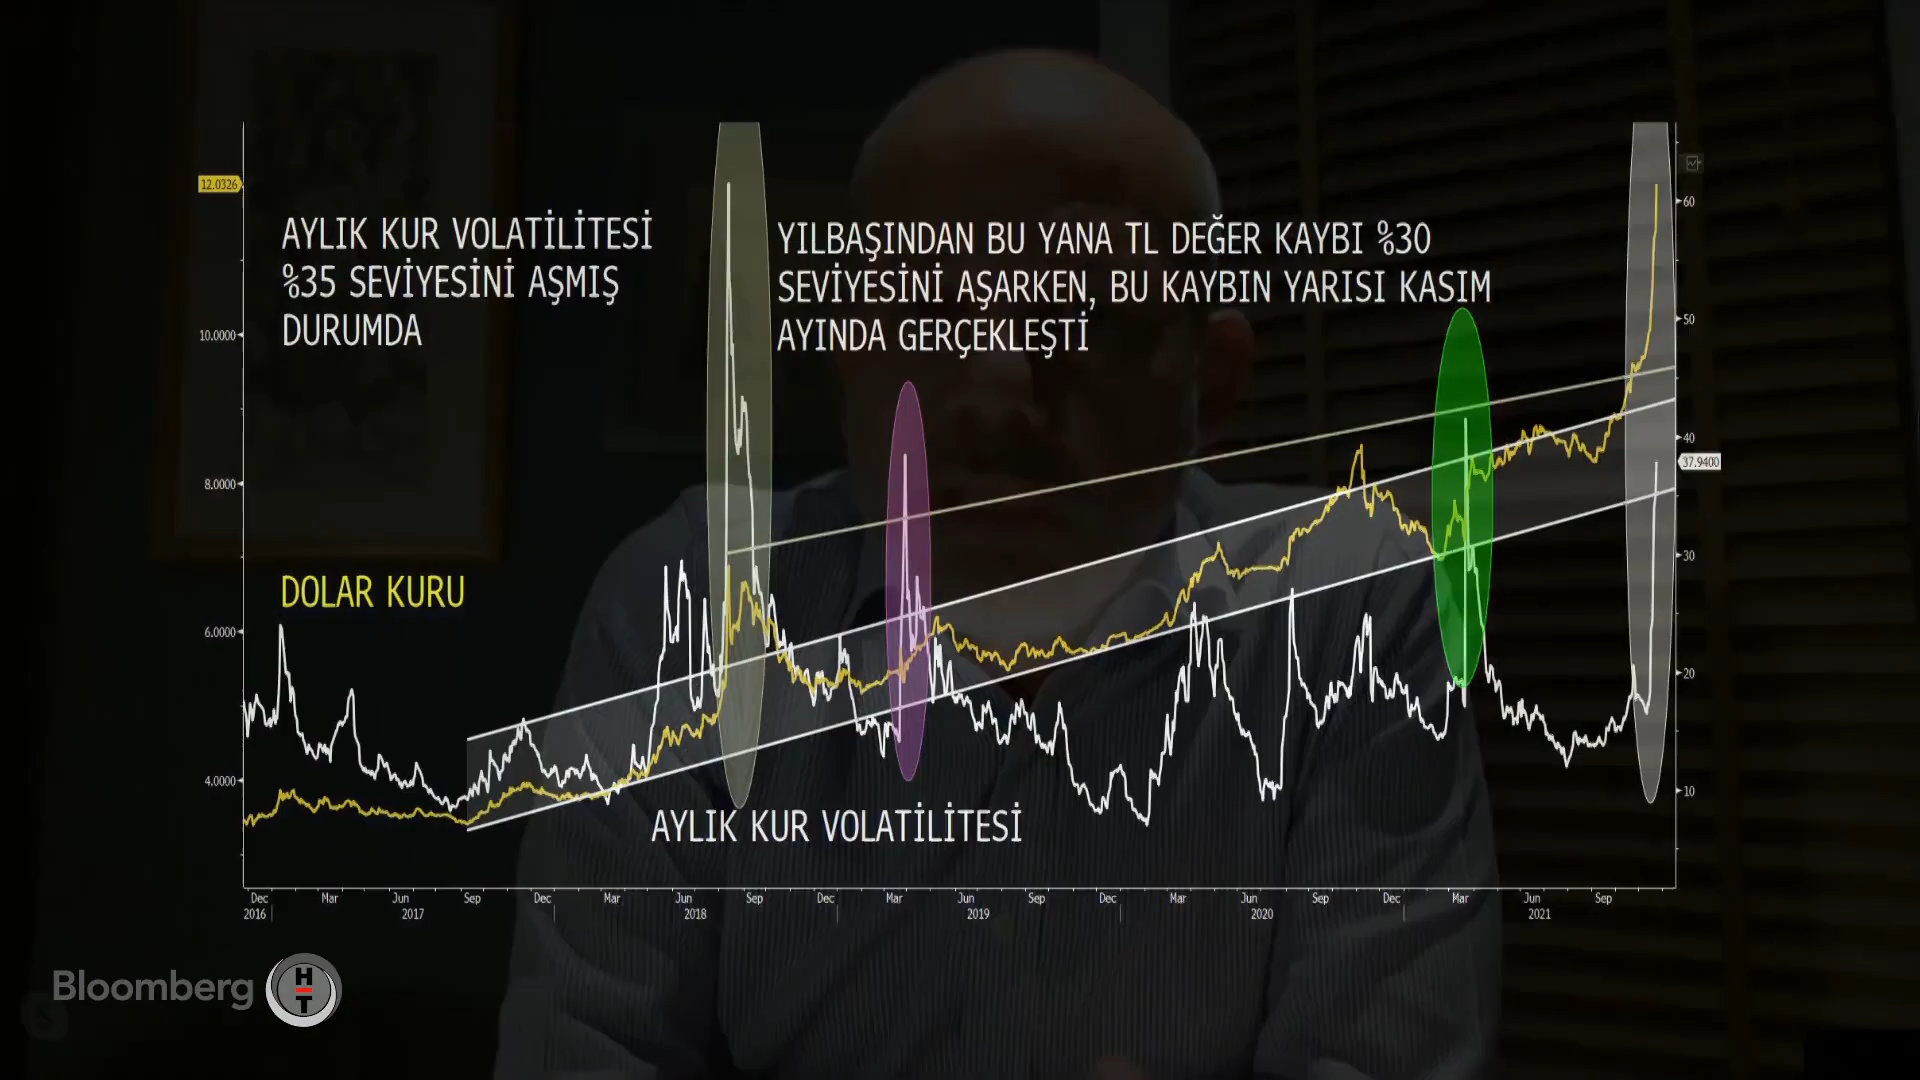 12.0326
AYLIK KUR VOLATİLİTESİ
%35 SEVİYESİNİ AŞMIŞ
DURUMDA
YILBAŞINDAN BU YANA TL DEĞER KAYBI %30
SEVİYESİNİ AŞARKEN, BU KAYBIN YARISI KASIM
AYINDA GERÇEKLEŞTİ
10.0000
8.0000
6.0000
4.0000
60
50
40
37.9400
30
20
10
DOLAR KURU
AYLIK KUR VOLATİLİTESİ
Dec Mar Jun Sep Dec Mar Jun Sep Dec Mar Jun Sep Dec Mar Jun Sep Dec Mar Jun Sep
2016 2017 2018 2019 2020 2021
Bloomberg HT